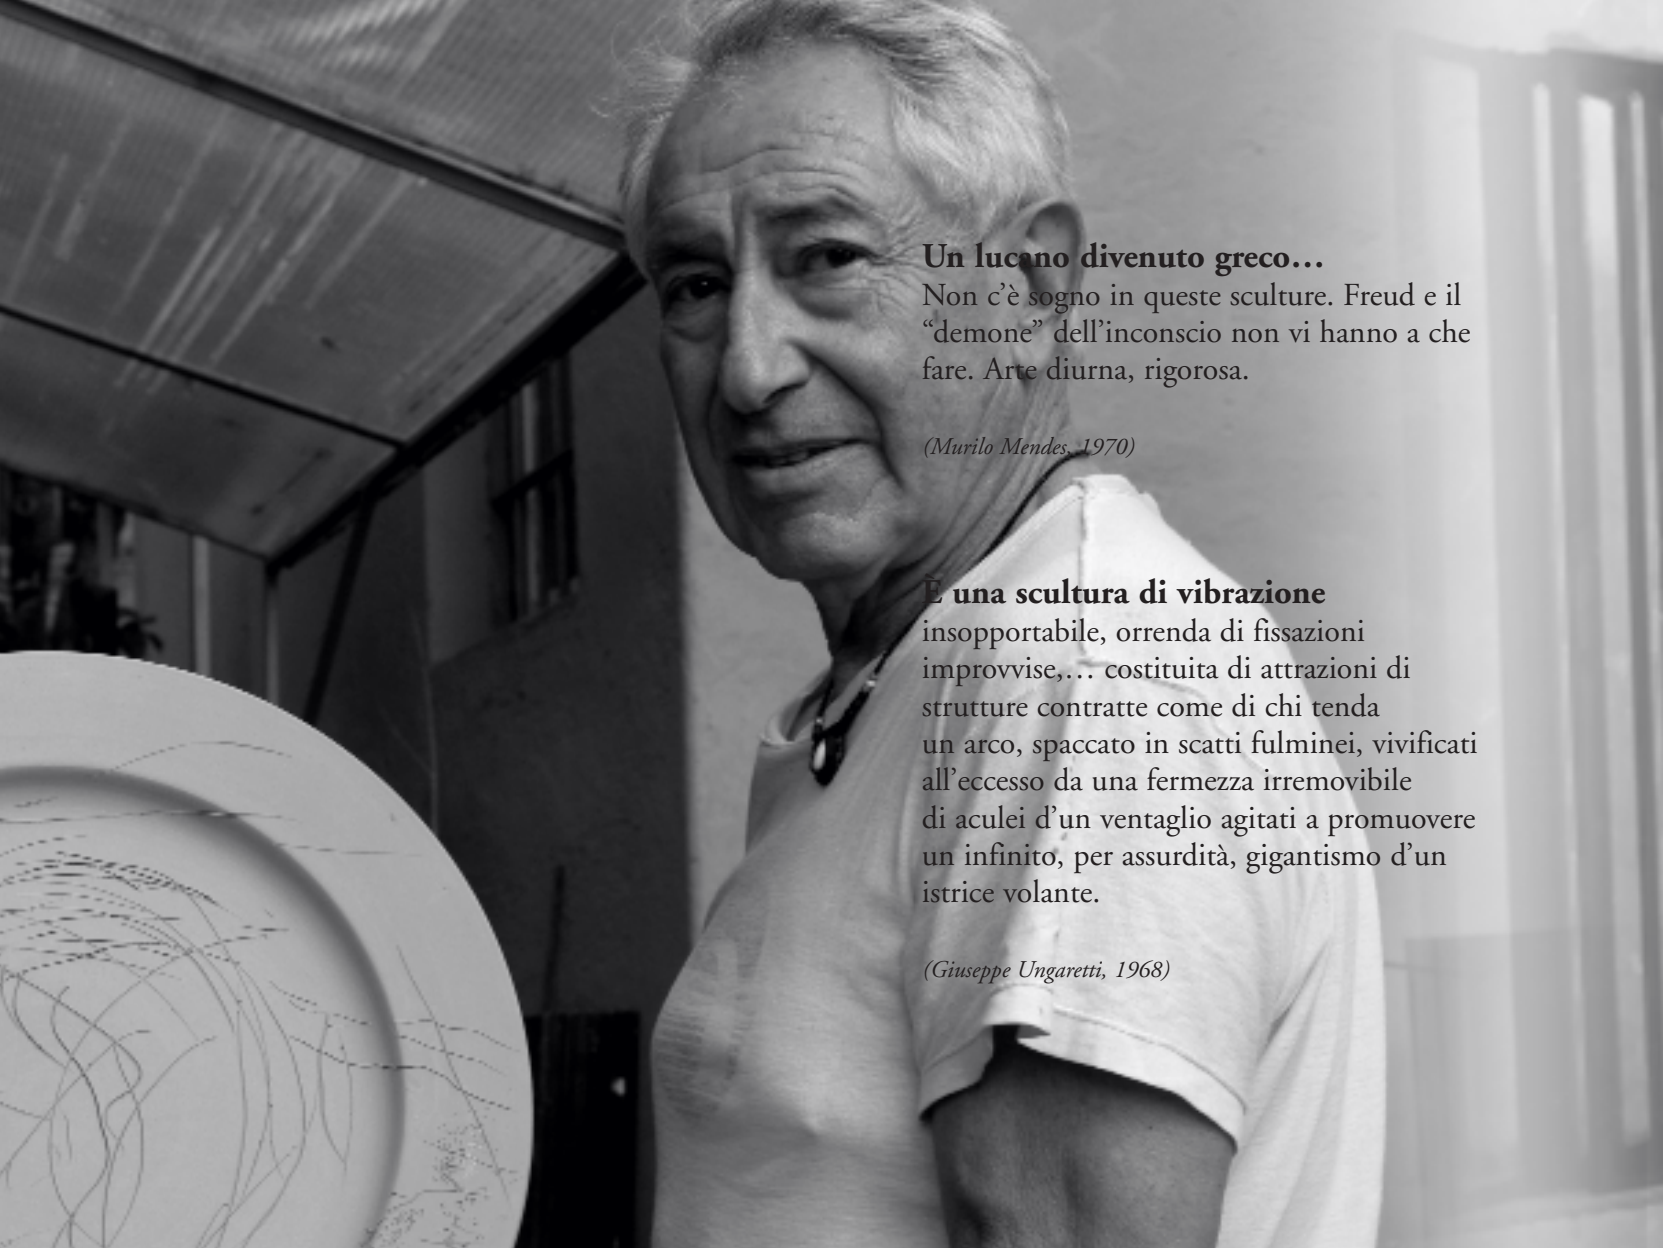 Un lucano divenuto greco…
Non c’è sogno in queste sculture. Freud e il
“demone” dell’inconscio non vi hanno a che
fare. Arte diurna, rigorosa.
(Murilo Mendes, 1970)
È una scultura di vibrazione
insopportabile, orrenda di fissazioni
improvvise,… costituita di attrazioni di
strutture contratte come di chi tenda
un arco, spaccato in scatti fulminei, vivificati
all’eccesso da una fermezza irremovibile
di aculei d’un ventaglio agitati a promuovere
un infinito, per assurdità, gigantismo d’un
istrice volante.
(Giuseppe Ungaretti, 1968)